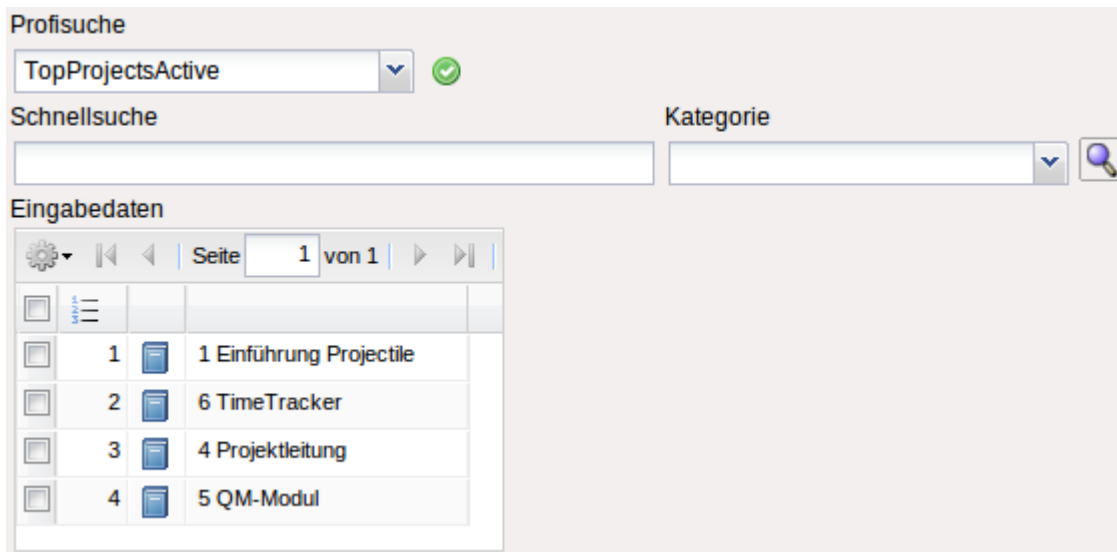 Profisuche
TopProjectsActive
Schnellsuche Kategorie
Eingabedaten
Seite 1 von 1
1 1 Einführung Projectile
2 6 TimeTracker
3 4 Projektleitung
4 5 QM-Modul